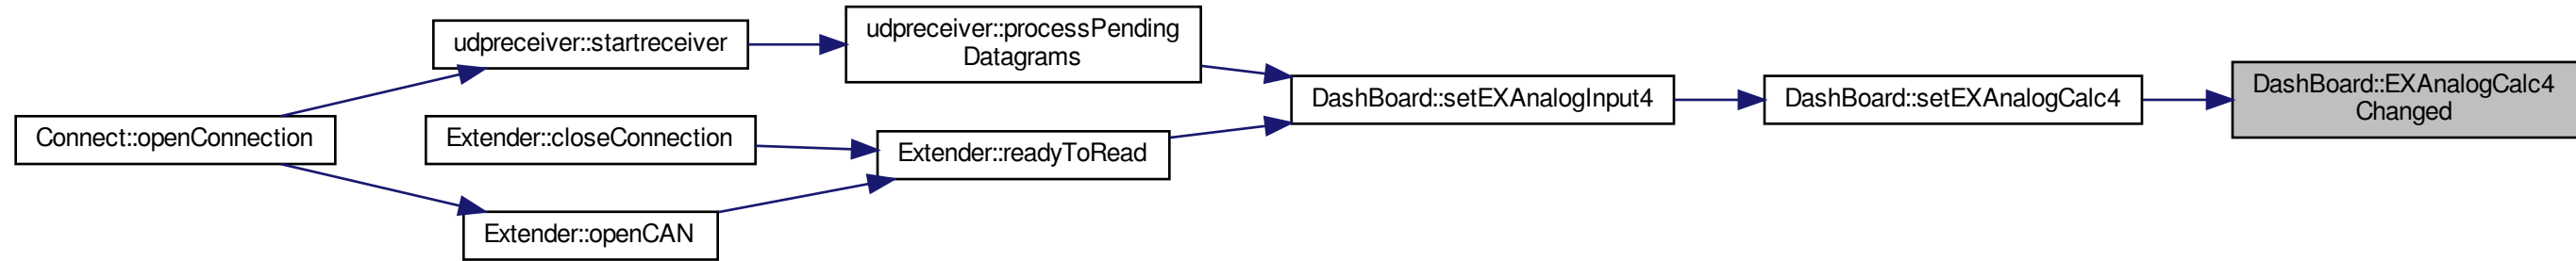 udpreceiver::startreceiver
udpreceiver::processPending
Datagrams
Connect::openConnection
Extender::closeConnection
Extender::readyToRead
Extender::openCAN
DashBoard::setEXAnalogInput4
DashBoard::setEXAnalogCalc4
DashBoard::EXAnalogCalc4
Changed